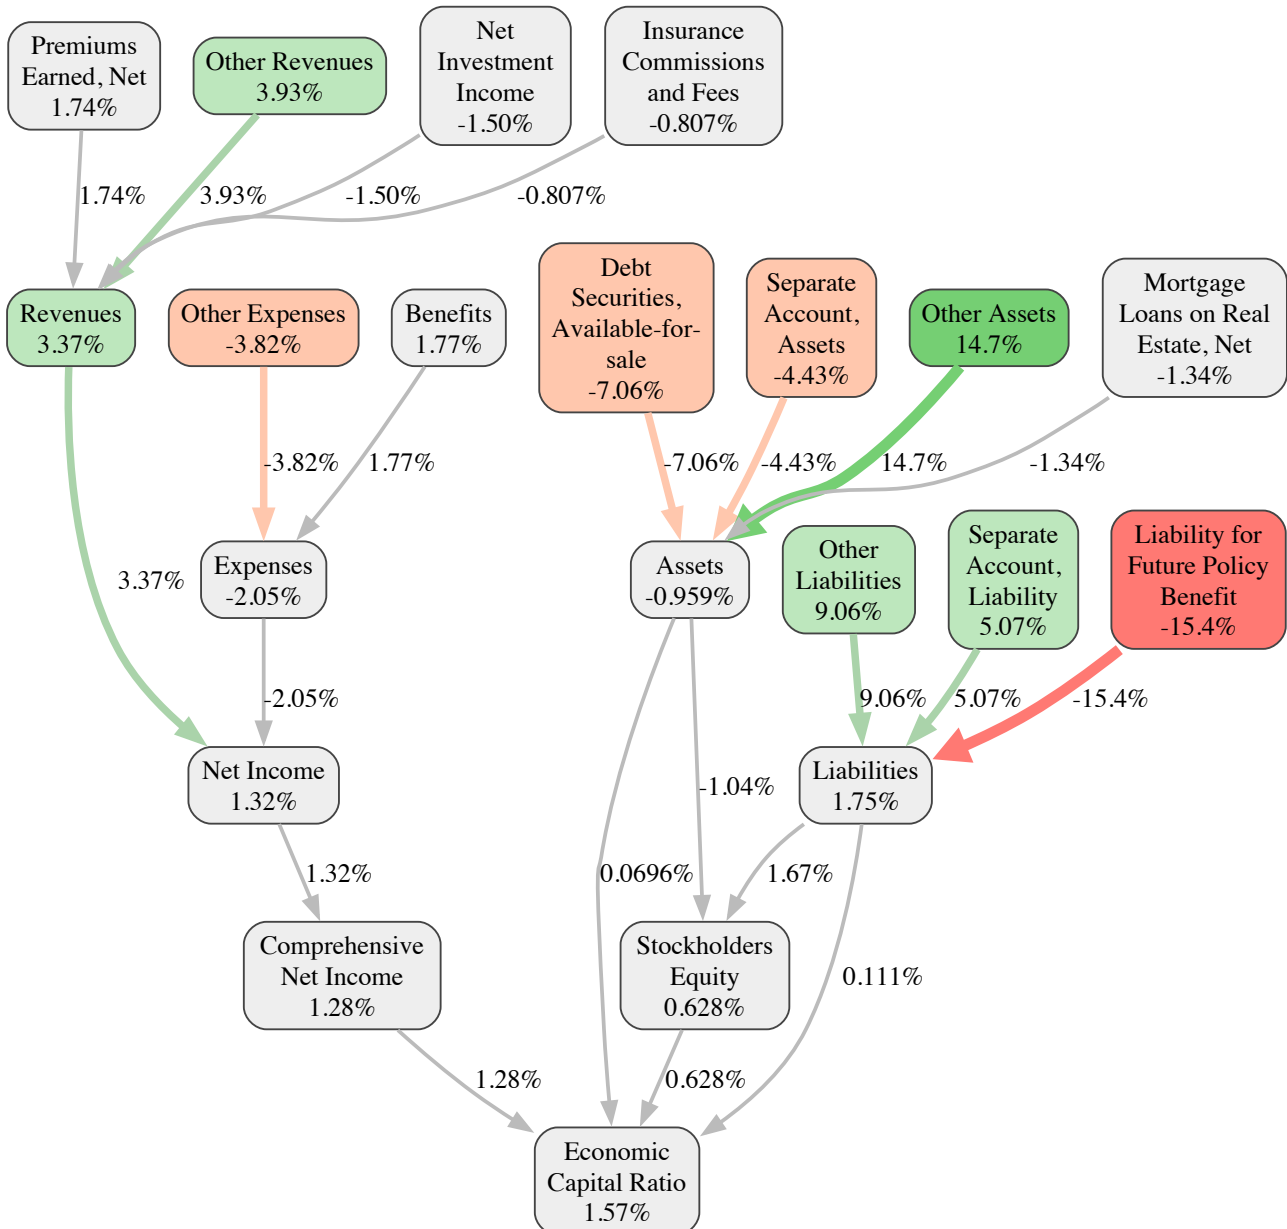 Premiums
Earned, Net
1.74%
Other Revenues
3.93%
Net
Investment
Income
-1.50%
Insurance
Commissions
and Fees
-0.807%
1.74%
3.93%
-1.50%
-0.807%
Revenues
3.37%
Other Expenses
-3.82%
Benefits
1.77%
Debt
Securities,
Available-for-
sale
-7.06%
Separate
Account,
Assets
-4.43%
Other Assets
14.7%
Mortgage
Loans on Real
Estate, Net
-1.34%
-3.82%
1.77%
-7.06%
-4.43%
14.7%
-1.34%
3.37%
Expenses
-2.05%
Assets
-0.959%
Other
Liabilities
9.06%
Separate
Account,
Liability
5.07%
Liability for
Future Policy
Benefit
-15.4%
-2.05%
9.06%
5.07%
-15.4%
Net Income
1.32%
-1.04%
Liabilities
1.75%
1.32%
0.0696%
1.67%
Comprehensive
Net Income
1.28%
Stockholders
Equity
0.628%
0.111%
1.28%
0.628%
Economic
Capital Ratio
1.57%